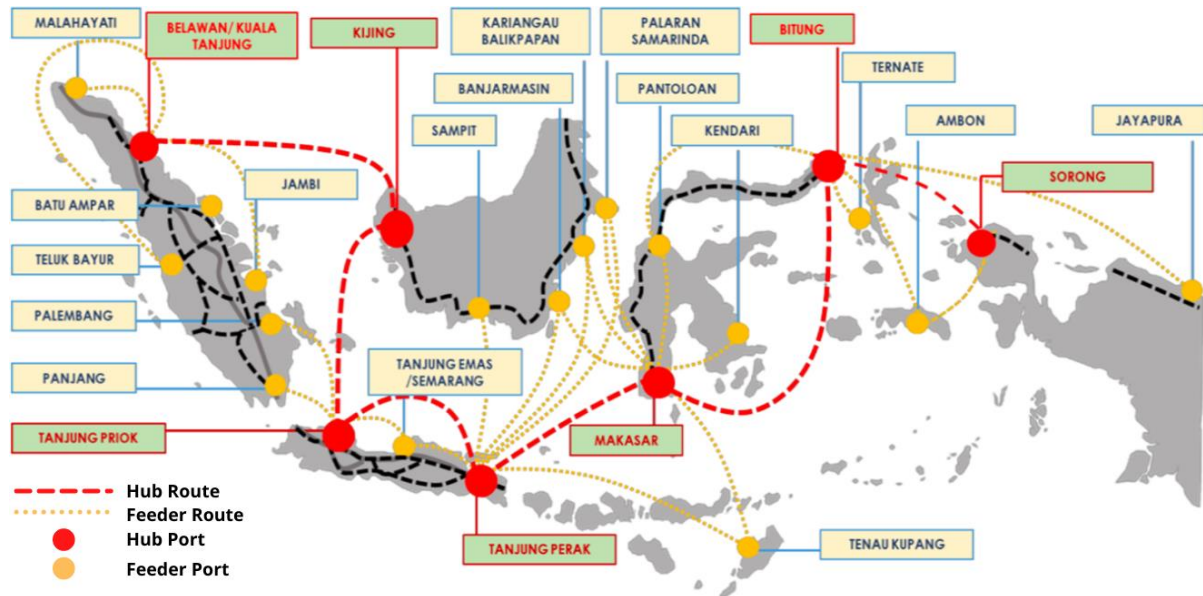 MALAHAYATI
BELAWAN/ KUALA
TANJUNG
KIJING
KARIANGAU
BALIKPAPAN
PALARAN
SAMARINDA
BITUNG
TERNATE
BANJARMASIN
PANTOLOAN
AMBON
JAYAPURA
SAMPIT
KENDARI
JAMBI
SORONG
BATU AMPAR
TELUK BAYUR
PALEMBANG
PANJANG
TANJUNG EMAS
/SEMARANG
TANJUNG PRIOK
MAKASAR
Hub Route
Feeder Route
Hub Port
Feeder Port
TANJUNG PERAK
TENAU KUPANG